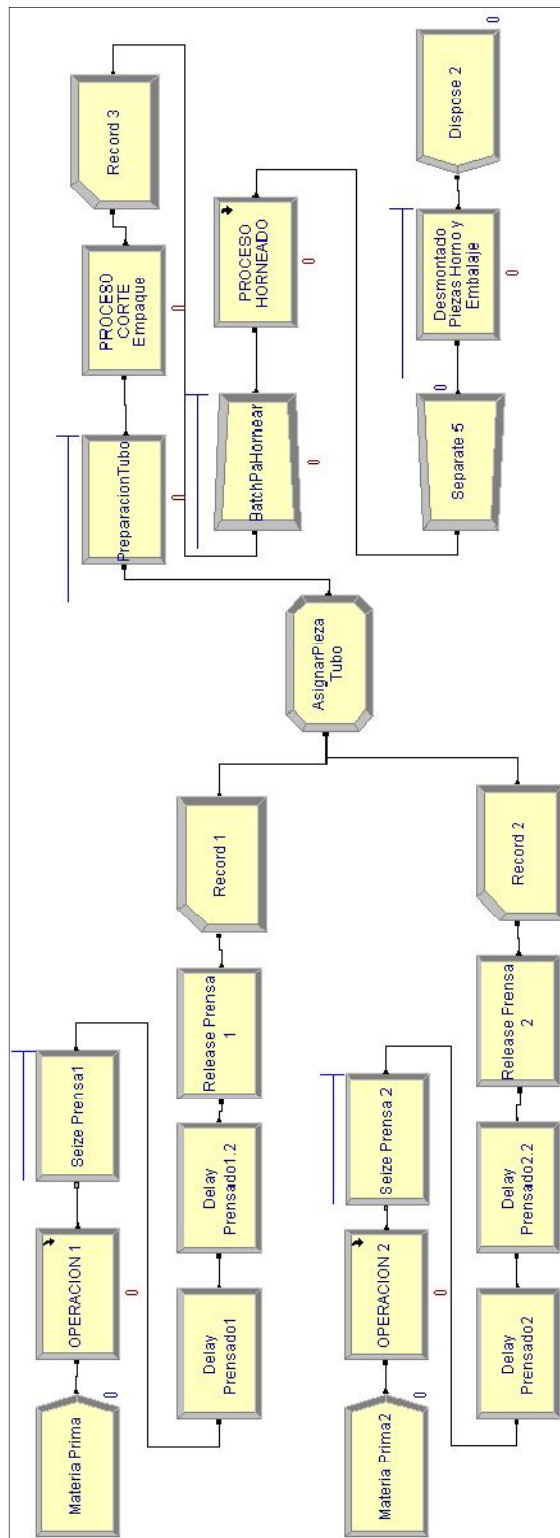 Materia Prima
0
OPERACION 1
0
Seize Prensa1
Delay
Prensado1
Delay
Prensado1.2
Release Prensa
1
Record 1
Materia Prima2
0
OPERACION 2
0
Seize Prensa 2
Delay
Prensado2
Delay
Prensado2.2
Release Prensa
2
Record 2
AsignarPieza
Tubo
PreparacionTubo
0
PROCESO
CORTE
Empaque
0
Record 3
BatchPaHornear
0
PROCESO
HORNEADO
0
Separate 5
0
Desmontado
Piezas Horno y
Embalaje
0
Dispose 2
0